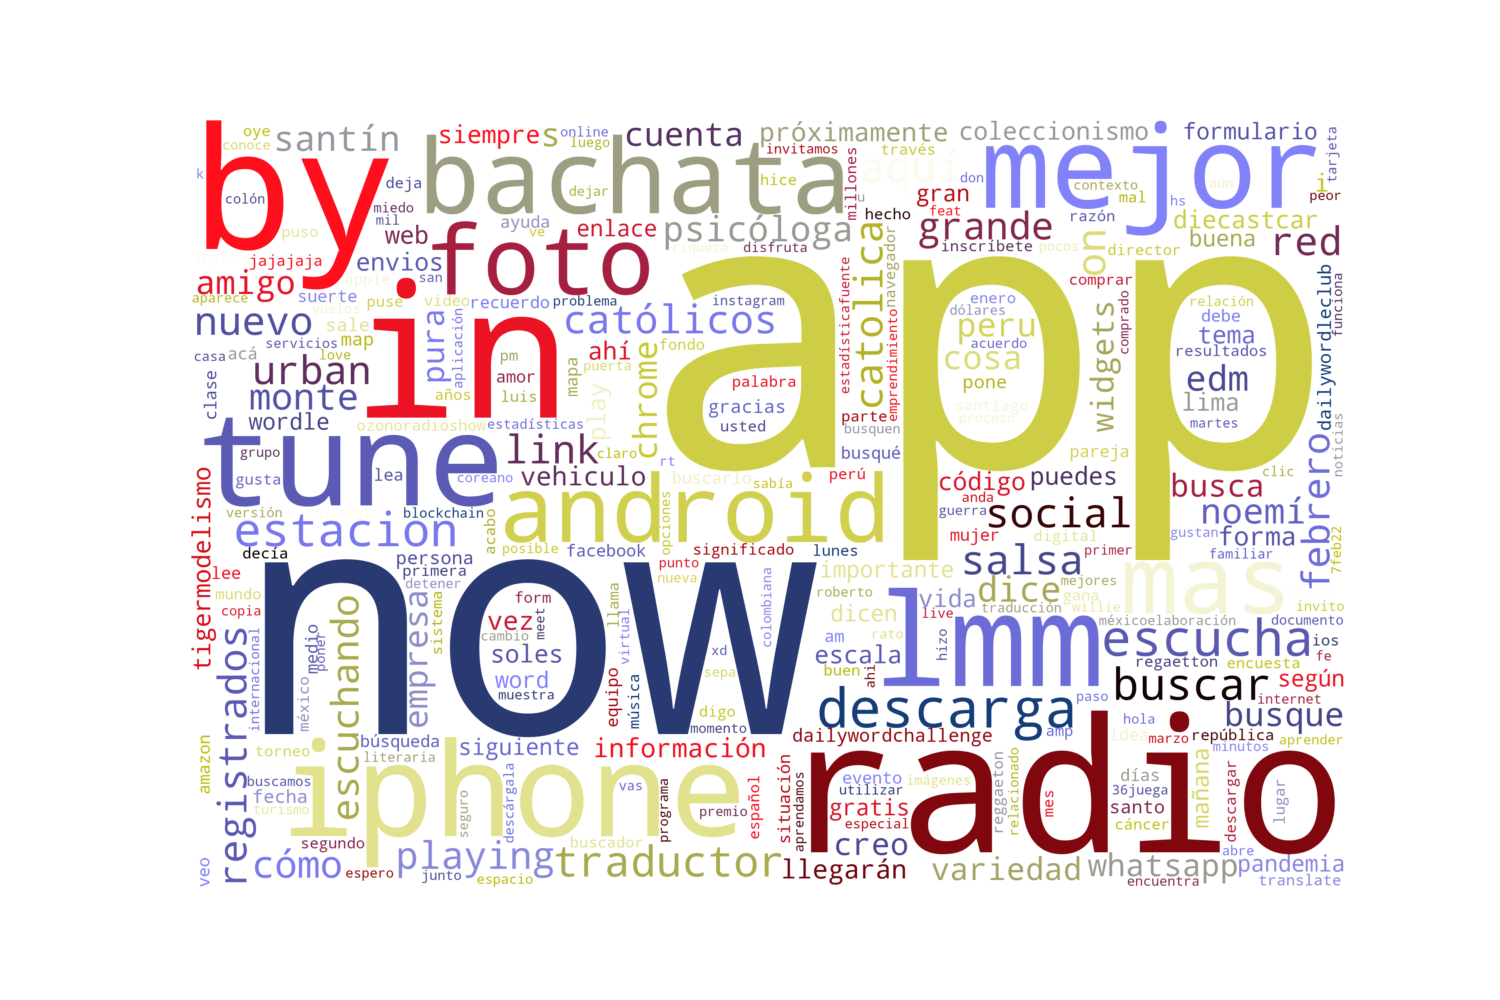 by
in
app
now
radio
tune
iphone
android
bachata
mejor
foto
lmm
mas
descarga
buscar
escucha
aquí
santín
oye
conoce
siempre
s
online
luego
cuenta
invitamos
próximamente
través
coleccionismo
formulario
tarjeta
k
colón
deja
miedo
mil
dejar
hice
millones
u
don
gran
feat
contexto
mal
i
aún
hs
peor
puso
jajajaja
web
envios
ayuda
ve
san
enlace
psicóloga
riqueza
disfruta
hecho
católica
navegador
grande
inscríbete
pocos
razón
on
director
diecastcar
buena
red
amigo
aparece
suerte
vuelos
apple
puse
video
recuerdo
problema
instagram
comprar
nuevo
sale
servicios
map
pura
aplicación
católicos
ahí
fondo
estadísticafuente
emprendimiento
enero
dólares
peru
acuerdo
cosa
pone
widgets
comprado
relación
debe
tema
resultados
dailywordleclub
funciona
casa
acá
love
clase
urban
pm
amor
mapa
puerta
chrome
palabra
edm
lima
martes
noticias
monte
wordle
años
luis
play
gracias
usted
parte
busquen
santiago
proceso
ozonoradioshow
estadísticas
grupo
link
claro
rt
busqué
pareja
clic
gusta
lea
coreano
vehiculo
buscarlo
sabía
perú
código
anda
puedes
busca
tigermodelismo
versión
blockchain
acabo
opciones
guerra
social
noemí
gustan
febrero
7feb22
estación
decía
persona
posible
facebook
significado
lunes
mujer
digital
primer
forma
familiar
lee
copia
mundo
primera
detener
sistema
punto
nueva
importante
salsa
dice
mejores
gana
form
llama
roberto
vida
traducción
willie
invito
registrados
internacional
escuchando
medio
poner
empresa
vez
meet
cambio
virtual
colombiana
dicen
live
méxicoelaboración
documento
soles
xd
am
rato
hizo
regaetton
encuesta
ios
fe
méxico
word
muestra
equipo
música
sepa
escala
buen
ahi
según
internet
digo
momento
paso
busque
amazon
torneo
búsqueda
literaria
siguiente
información
dailywordchallenge
amp
hola
idea
marzo
república
minutos
aprender
buscamos
fecha
turismo
seguro
descárgala
vas
programa
premio
español
situación
aprendamos
evento
utilizar
imágenes
gratis
especial
reggaeton
relacionado
mes
días
36juega
santo
cáncer
mañana
descargar
lugar
segundo
buscador
creo
abre
veo
cómo
espero
playing
junto
espacio
traductor
llegarán
variedad
whatsapp
encuentra
pandemia
translate